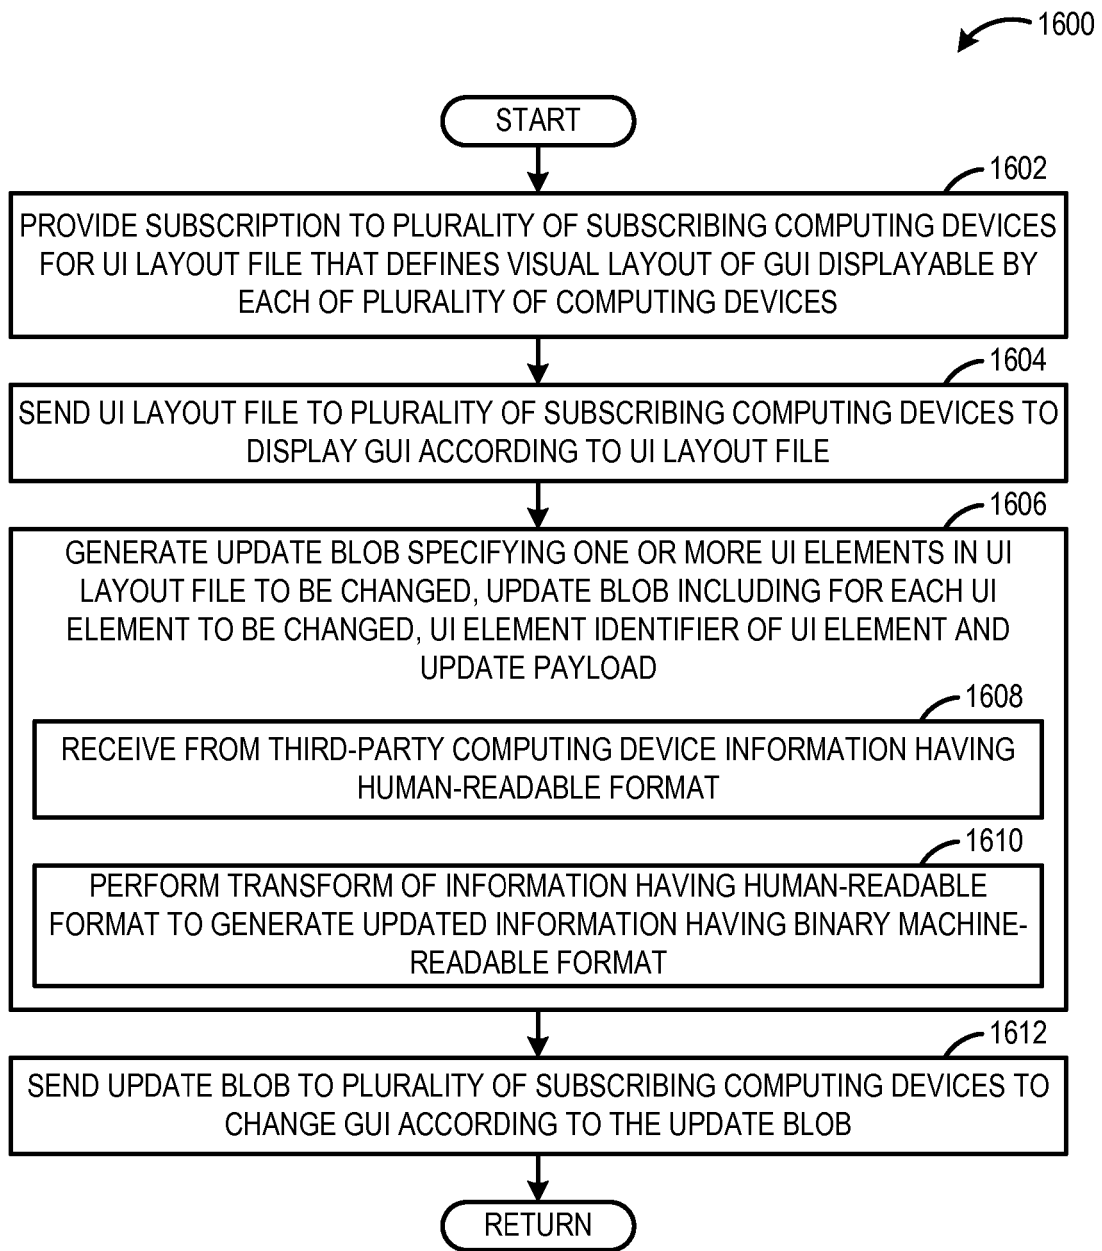 1600
START
1602
PROVIDE SUBSCRIPTION TO PLURALITY OF SUBSCRIBING COMPUTING DEVICES
FOR UI LAYOUT FILE THAT DEFINES VISUAL LAYOUT OF GUI DISPLAYABLE BY
EACH OF PLURALITY OF COMPUTING DEVICES
1604
SEND UI LAYOUT FILE TO PLURALITY OF SUBSCRIBING COMPUTING DEVICES TO
DISPLAY GUI ACCORDING TO UI LAYOUT FILE
1606
GENERATE UPDATE BLOB SPECIFYING ONE OR MORE UI ELEMENTS IN UI
LAYOUT FILE TO BE CHANGED, UPDATE BLOB INCLUDING FOR EACH UI
ELEMENT TO BE CHANGED, UI ELEMENT IDENTIFIER OF UI ELEMENT AND
UPDATE PAYLOAD
1608
RECEIVE FROM THIRD-PARTY COMPUTING DEVICE INFORMATION HAVING
HUMAN-READABLE FORMAT
1610
PERFORM TRANSFORM OF INFORMATION HAVING HUMAN-READABLE
FORMAT TO GENERATE UPDATED INFORMATION HAVING BINARY MACHINE-
READABLE FORMAT
1612
SEND UPDATE BLOB TO PLURALITY OF SUBSCRIBING COMPUTING DEVICES TO
CHANGE GUI ACCORDING TO THE UPDATE BLOB
RETURN